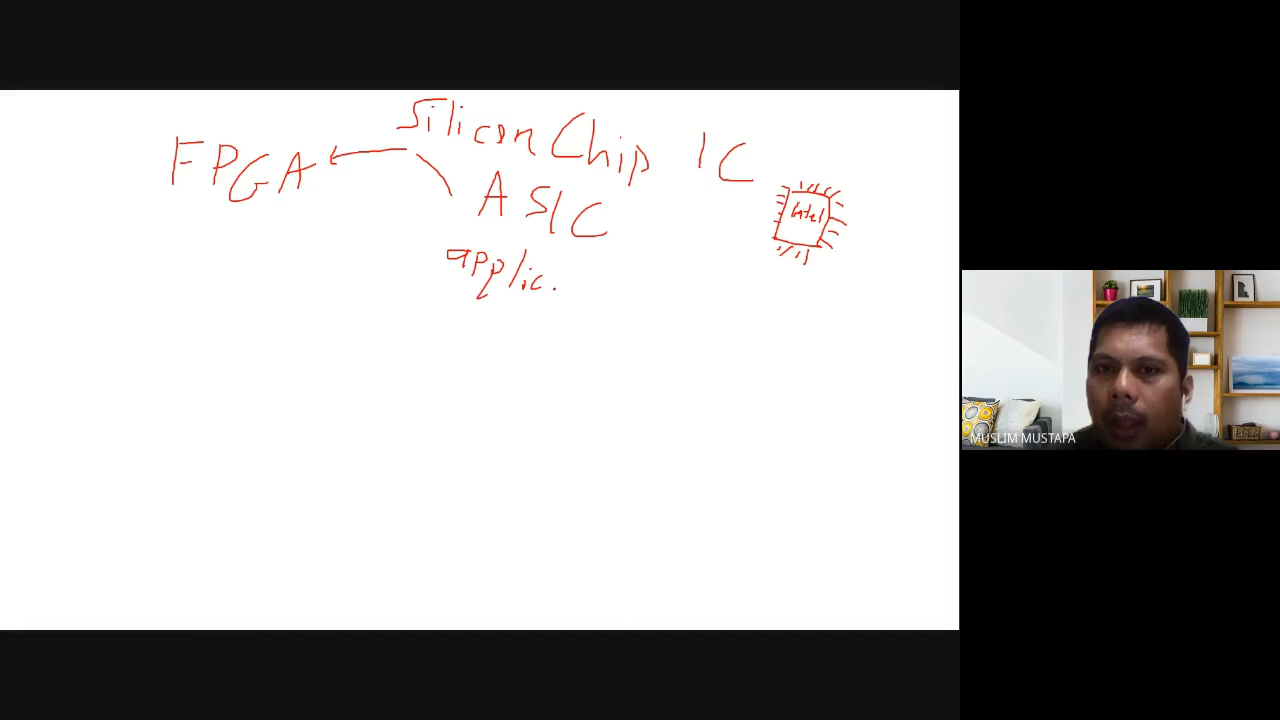 Silicon Chip IC
FPGA
ASIC
intel
applic.
MUSLIM MUSTAPA